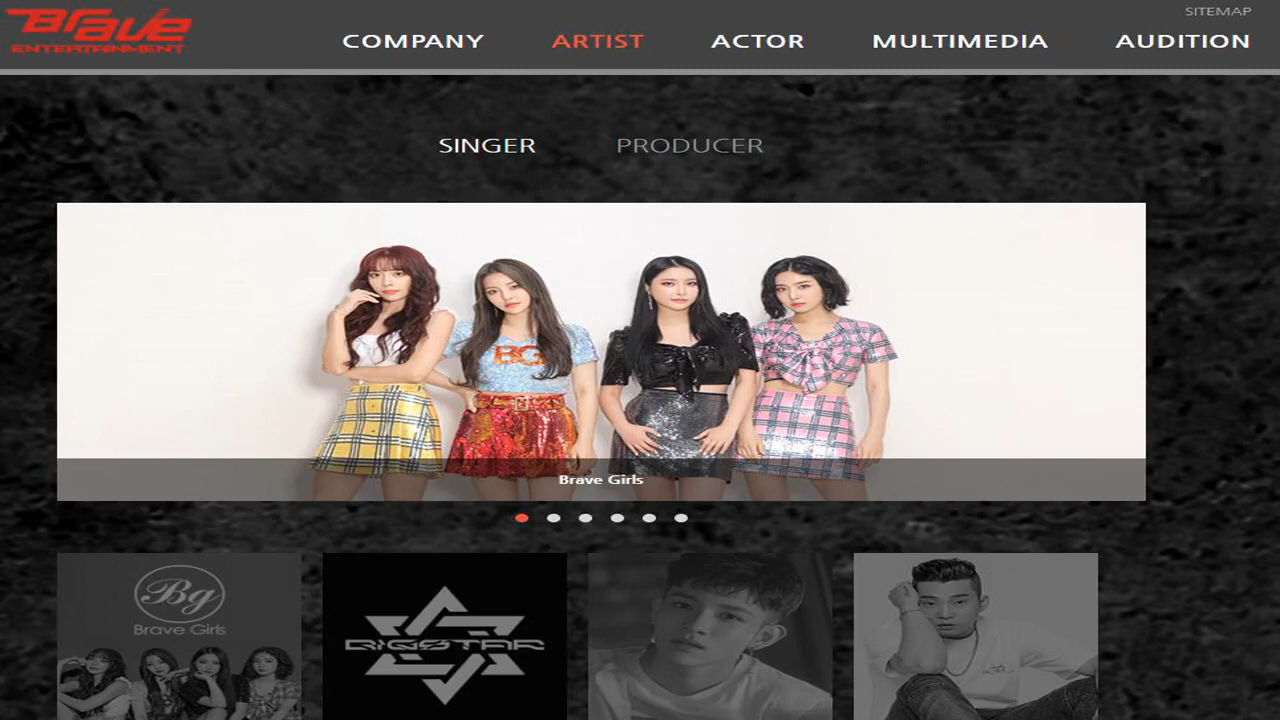 Brave
ENTERTAINMENT
SITEMAP
COMPANY ARTIST ACTOR MULTIMEDIA AUDITION
SINGER PRODUCER
BG
Brave Girls
Bg
Brave Girls
BIGSTAR